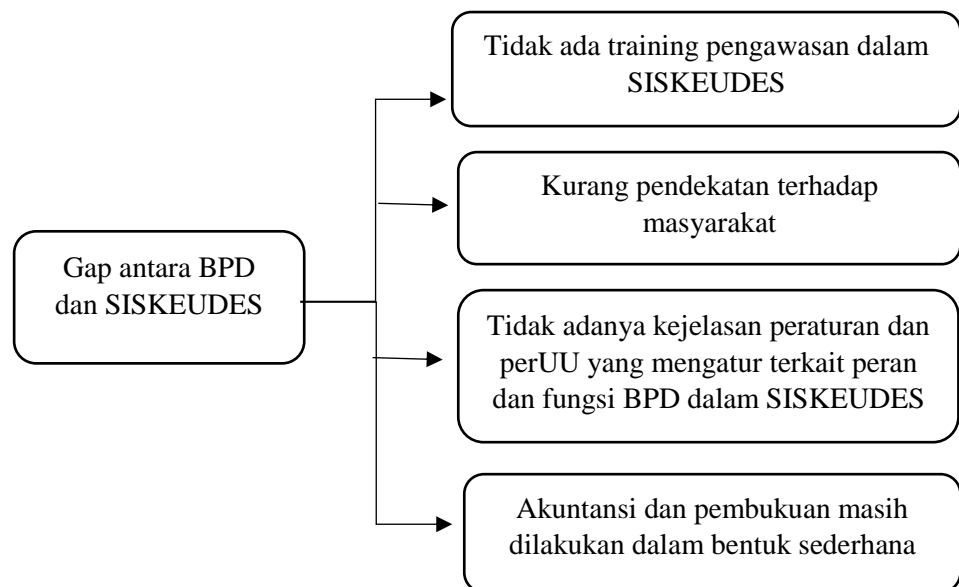 Tidak ada training pengawasan dalam
SISKEUDES
Kurang pendekatan terhadap
masyarakat
Gap antara BPD
dan SISKEUDES
Tidak adanya kejelasan peraturan dan
perUU yang mengatur terkait peran
dan fungsi BPD dalam SISKEUDES
Akuntansi dan pembukuan masih
dilakukan dalam bentuk sederhana